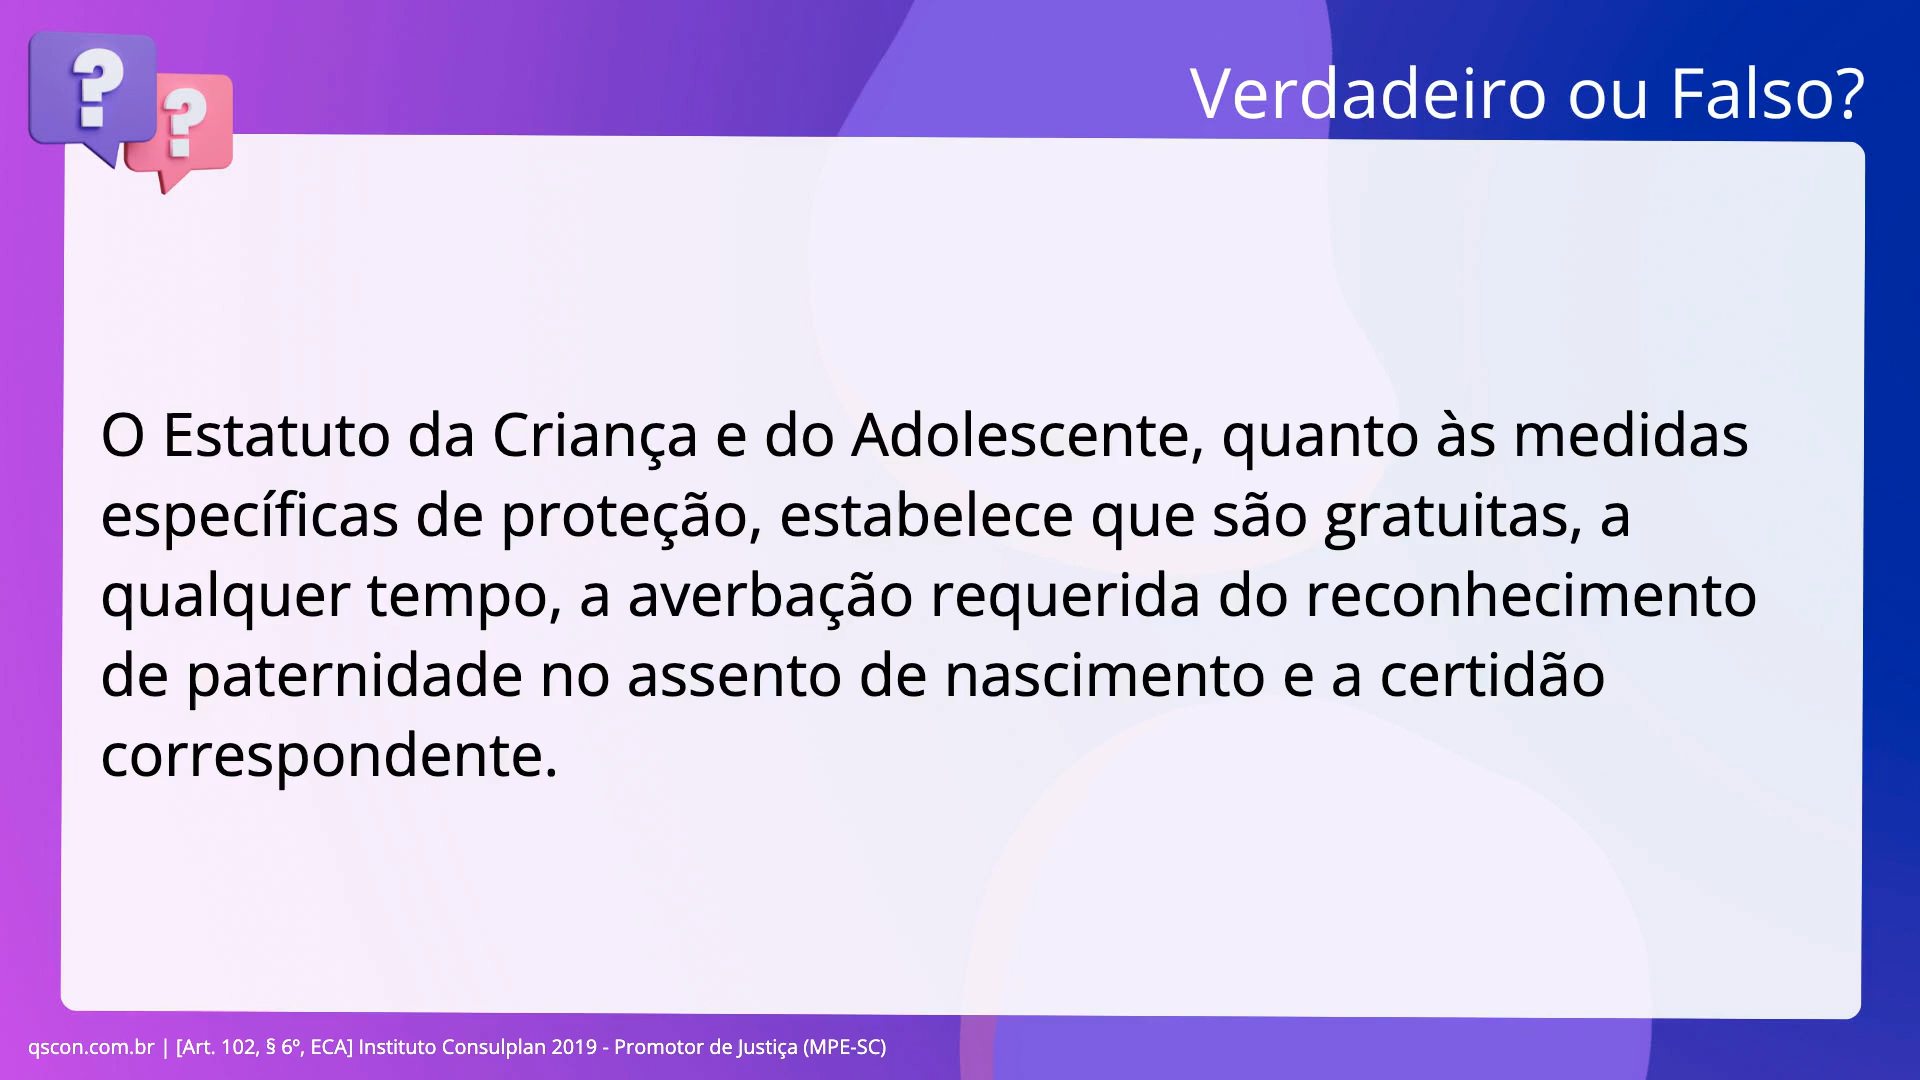 ? ?
Verdadeiro ou Falso?
O Estatuto da Criança e do Adolescente, quanto às medidas
específicas de proteção, estabelece que são gratuitas, a
qualquer tempo, a averbação requerida do reconhecimento
de paternidade no assento de nascimento e a certidão
correspondente.
qscon.com.br | [Art. 102, § 6º, ECA] Instituto Consulplan 2019 - Promotor de Justiça (MPE-SC)